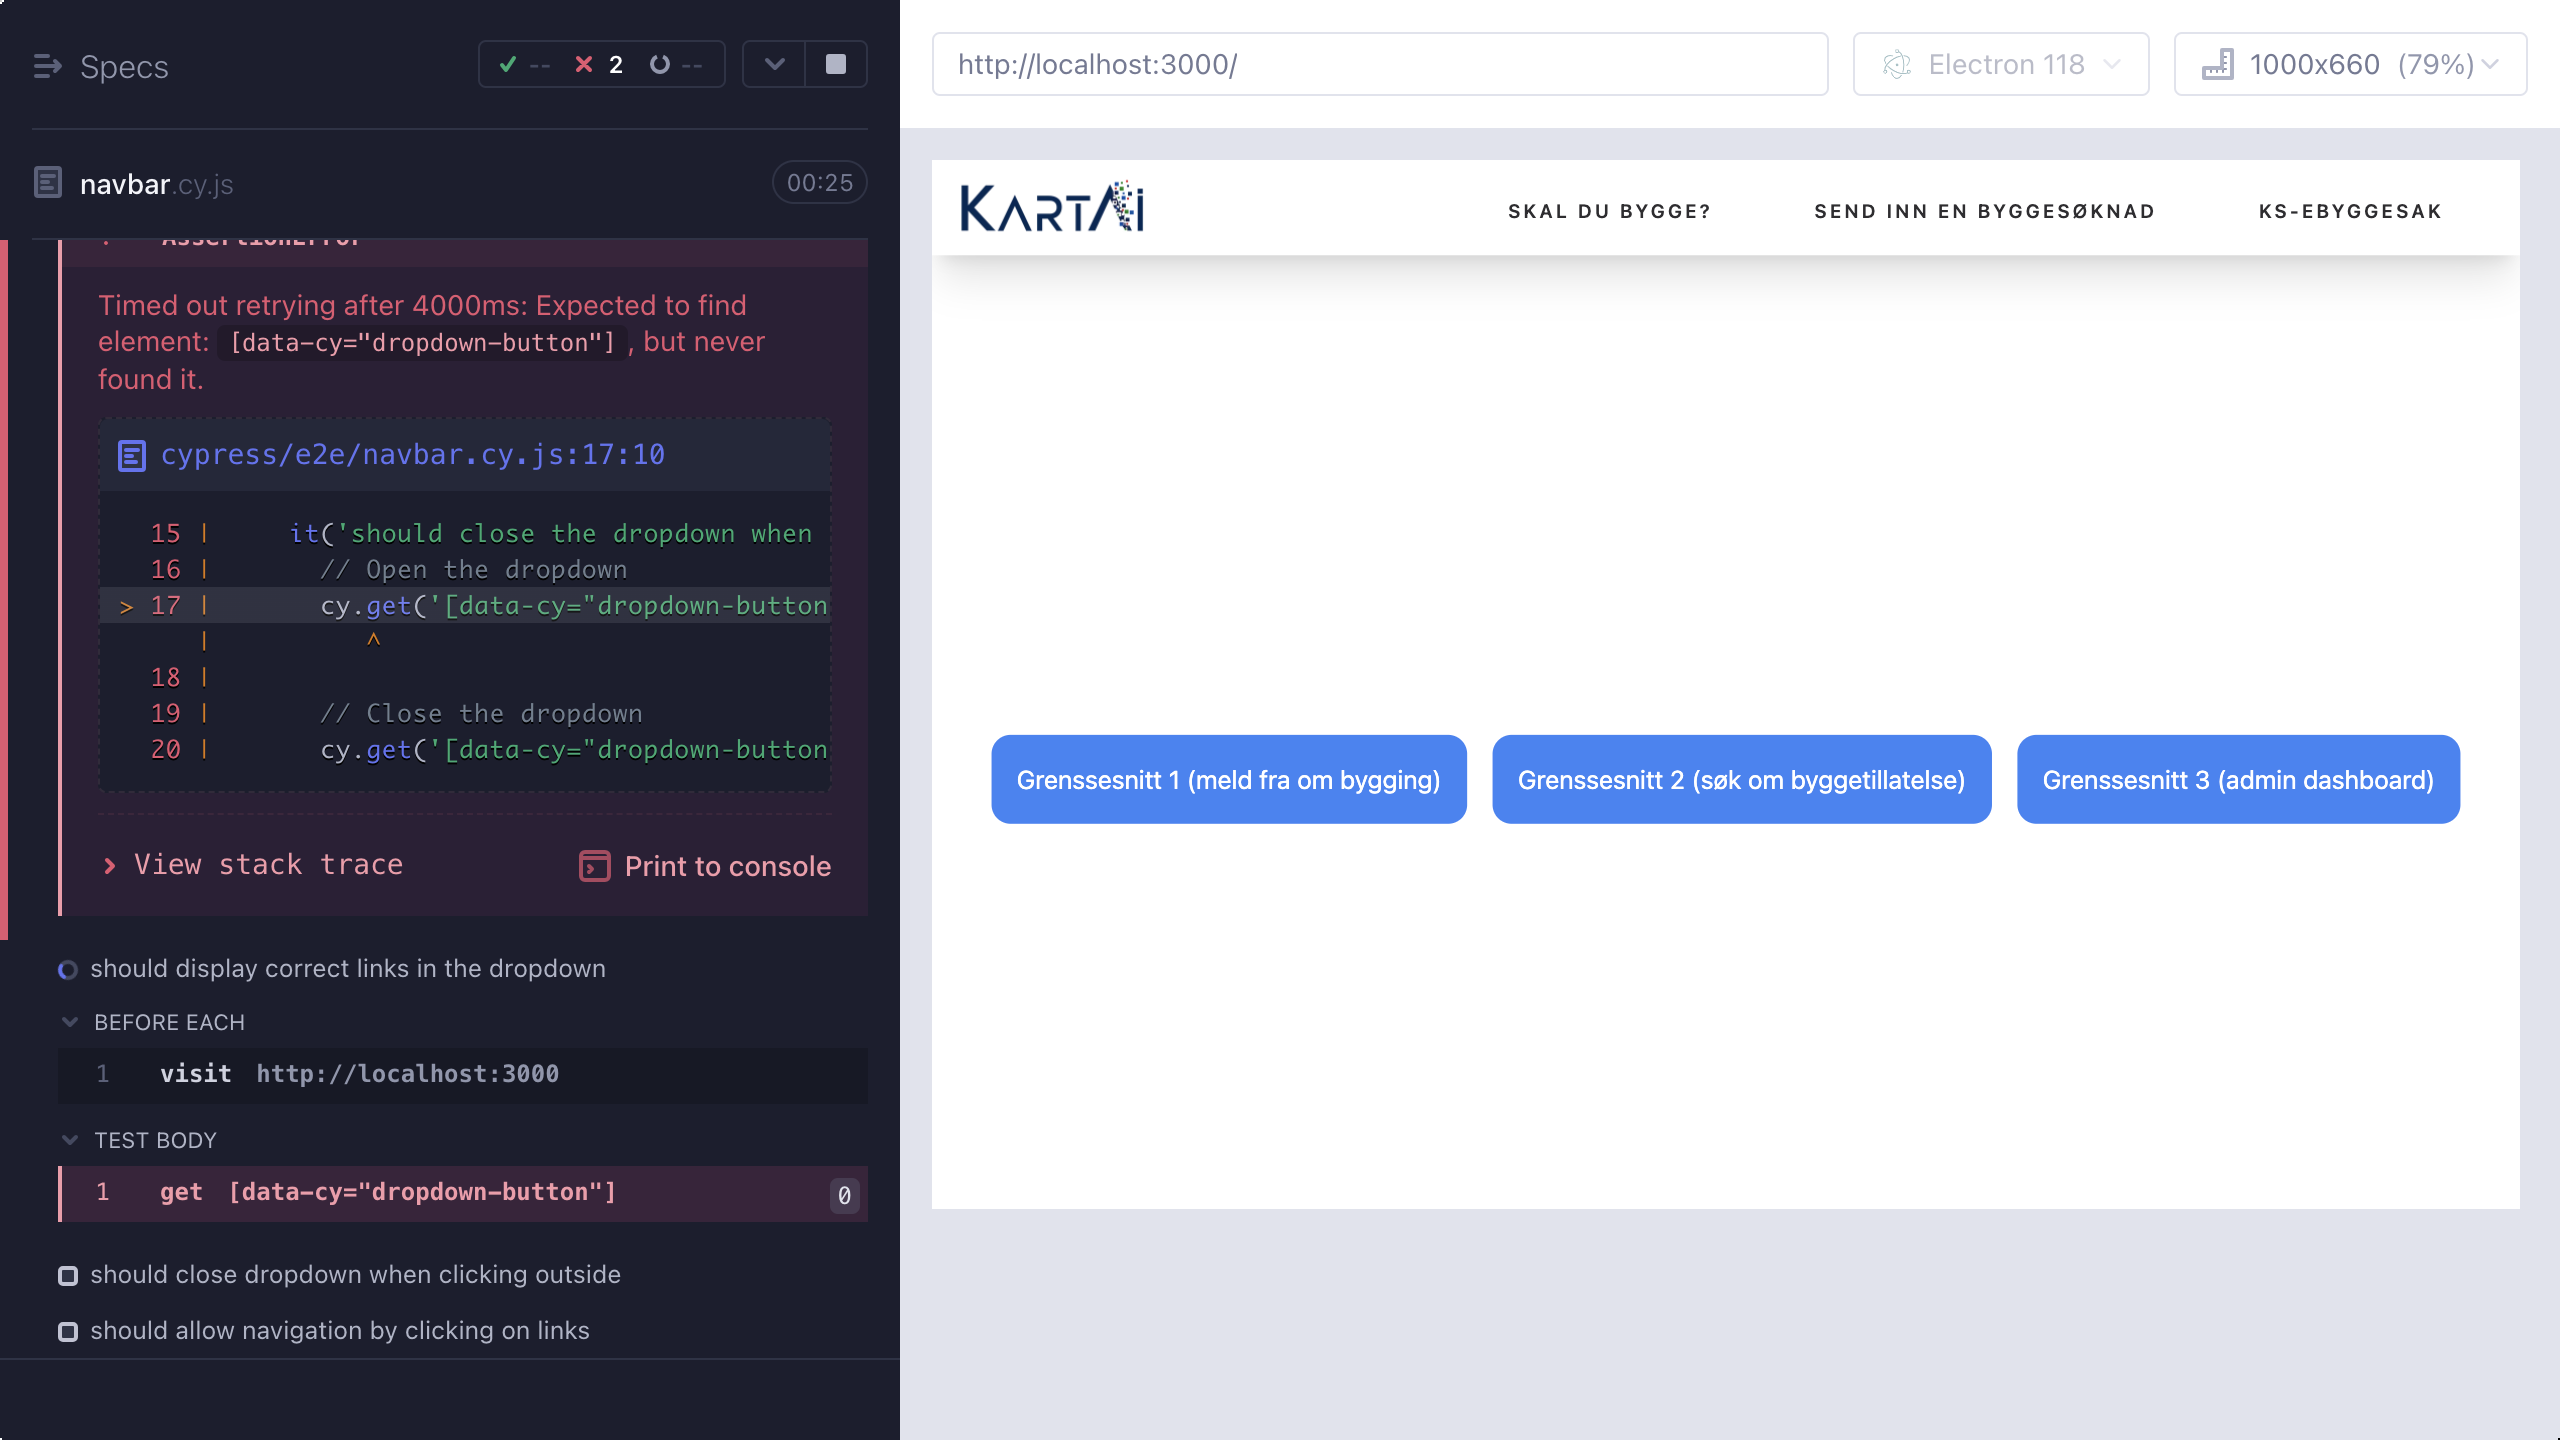 Specs
-- 2 --
navbar.cy.js
00:25
AssertionError
Timed out retrying after 4000ms: Expected to find
element: [data-cy="dropdown-button"] , but never
found it.
cypress/e2e/navbar.cy.js:17:10
15 | it('should close the dropdown when
16 | // Open the dropdown
> 17 | cy.get('[data-cy="dropdown-button
| ^
18 |
19 | // Close the dropdown
20 | cy.get('[data-cy="dropdown-button
View stack trace
Print to console
should display correct links in the dropdown
BEFORE EACH
1 visit http://localhost:3000
TEST BODY
1 get [data-cy="dropdown-button"] 0
should close dropdown when clicking outside
should allow navigation by clicking on links
http://localhost:3000/
Electron 118
1000x660 (79%)
KARTAI
SKAL DU BYGGE?
SEND INN EN BYGGESØKNAD
KS-EBYGGESAK
Grenssesnitt 1 (meld fra om bygging)
Grenssesnitt 2 (søk om byggetillatelse)
Grenssesnitt 3 (admin dashboard)